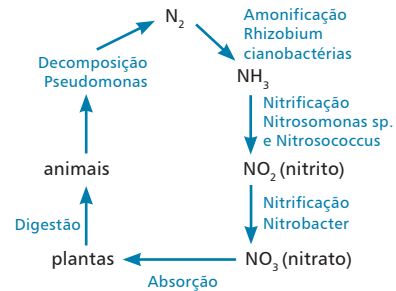 N₂
Amonificação
Rhizobium
cianobactérias
NH₃
Nitrificação
Nitrosomonas sp.
e Nitrosococcus
NO₂ (nitrito)
Nitrificação
Nitrobacter
NO₃ (nitrato)
Absorção
plantas
Digestão
animais
Decomposição
Pseudomonas